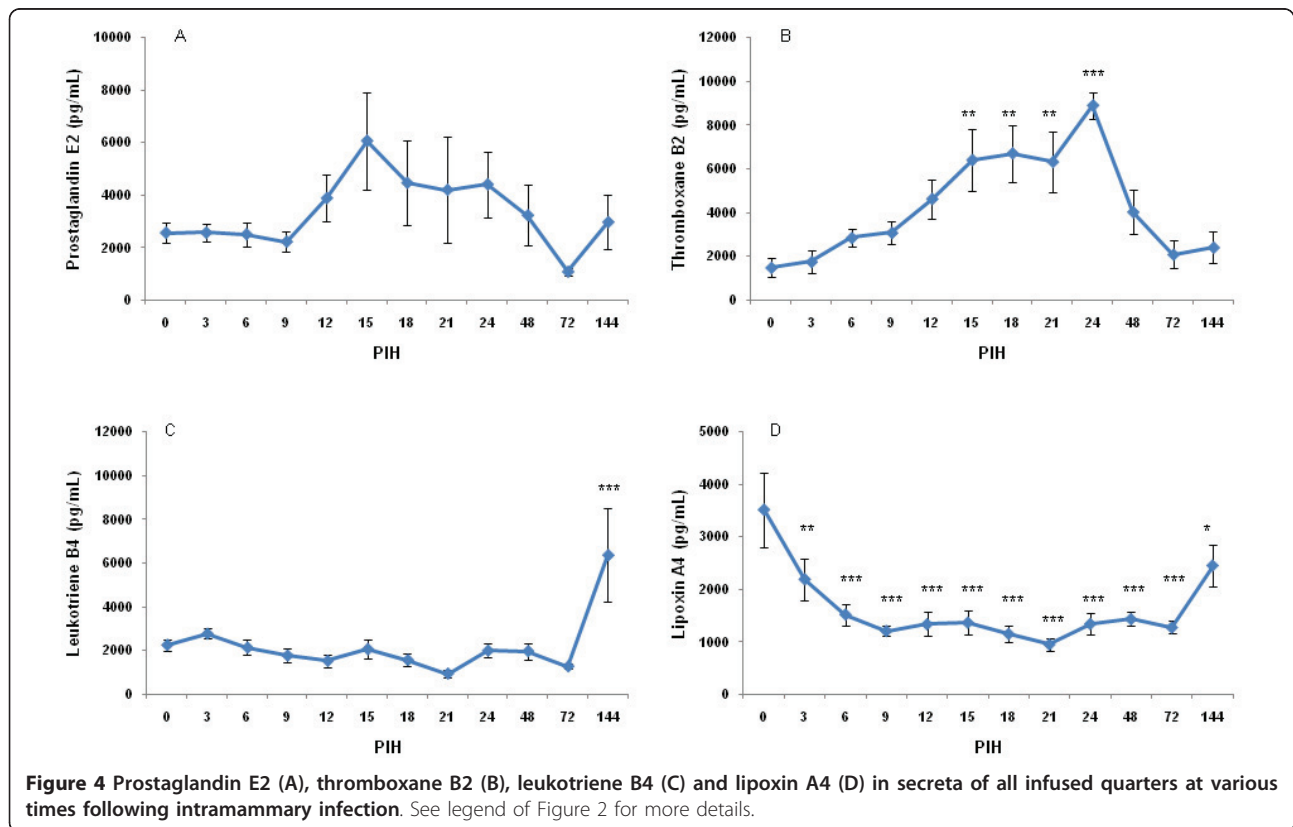 A
Prostaglandin E2 (pg/mL)
10000
8000
6000
4000
2000
0
0 3 6 9 12 15 18 21 24 48 72 144
PIH
B
Thromboxane B2 (pg/mL)
12000
10000
8000
6000
4000
2000
0
** ** ** ***
0 3 6 9 12 15 18 21 24 48 72 144
PIH
C
Leukotriene B4 (pg/mL)
12000
10000
8000
6000
4000
2000
0
***
0 3 6 9 12 15 18 21 24 48 72 144
PIH
D
Lipoxin A4 (pg/mL)
5000
4000
3000
2000
1000
0
** *** *** *** *** *** *** *** *** *** *
0 3 6 9 12 15 18 21 24 48 72 144
PIH
Figure 4 Prostaglandin E2 (A), thromboxane B2 (B), leukotriene B4 (C) and lipoxin A4 (D) in secreta of all infused quarters at various
times following intramammary infection. See legend of Figure 2 for more details.